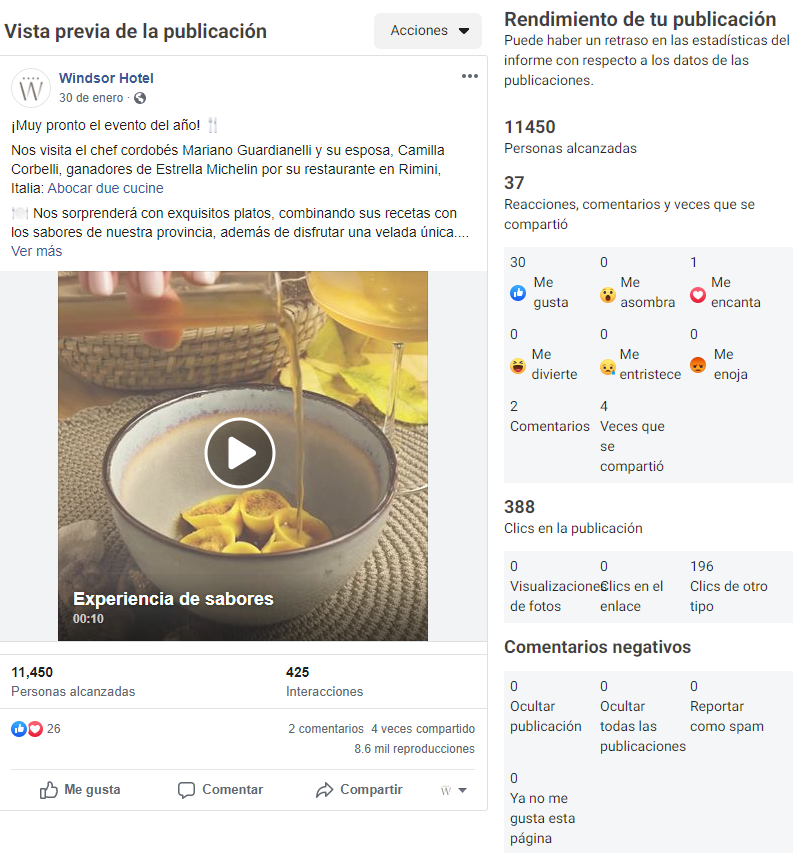 Vista previa de la publicación
Acciones
Windsor Hotel
30 de enero ·
¡Muy pronto el evento del año!
Nos visita el chef cordobés Mariano Guardianelli y su esposa, Camilla
Corbelli, ganadores de Estrella Michelin por su restaurante en Rimini,
Italia: Abocar due cucine
Nos sorprenderá con exquisitos platos, combinando sus recetas con
los sabores de nuestra provincia, además de disfrutar una velada única....
Ver más
Experiencia de sabores
00:10
11,450
Personas alcanzadas
425
Interacciones
26
2 comentarios 4 veces compartido
8.6 mil reproducciones
Me gusta
Comentar
Compartir
W
Rendimiento de tu publicación
Puede haber un retraso en las estadísticas del
informe con respecto a los datos de las
publicaciones.
11450
Personas alcanzadas
37
Reacciones, comentarios y veces que se
compartió
30
Me
gusta
0
Me
asombra
1
Me
encanta
0
Me
divierte
0
Me
entristece
0
Me
enoja
2
Comentarios
4
Veces que
se
compartió
388
Clics en la publicación
0
Visualizaciones
de fotos
0
Clics en el
enlace
196
Clics de otro
tipo
Comentarios negativos
0
Ocultar
publicación
0
Ocultar
todas las
publicaciones
0
Reportar
como spam
0
Ya no me
gusta esta
página